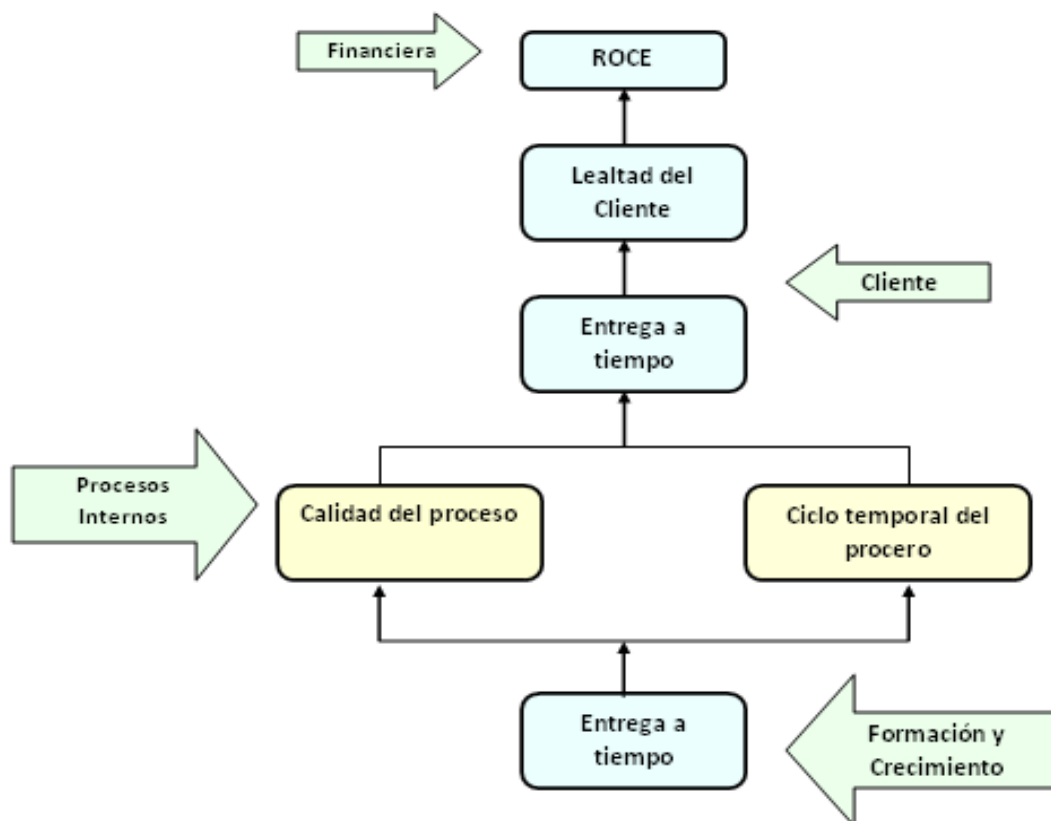 Financiera
ROCE
Lealtad del
Cliente
Cliente
Entrega a
tiempo
Procesos
Internos
Calidad del proceso
Ciclo temporal del
procero
Entrega a
tiempo
Formación y
Crecimiento